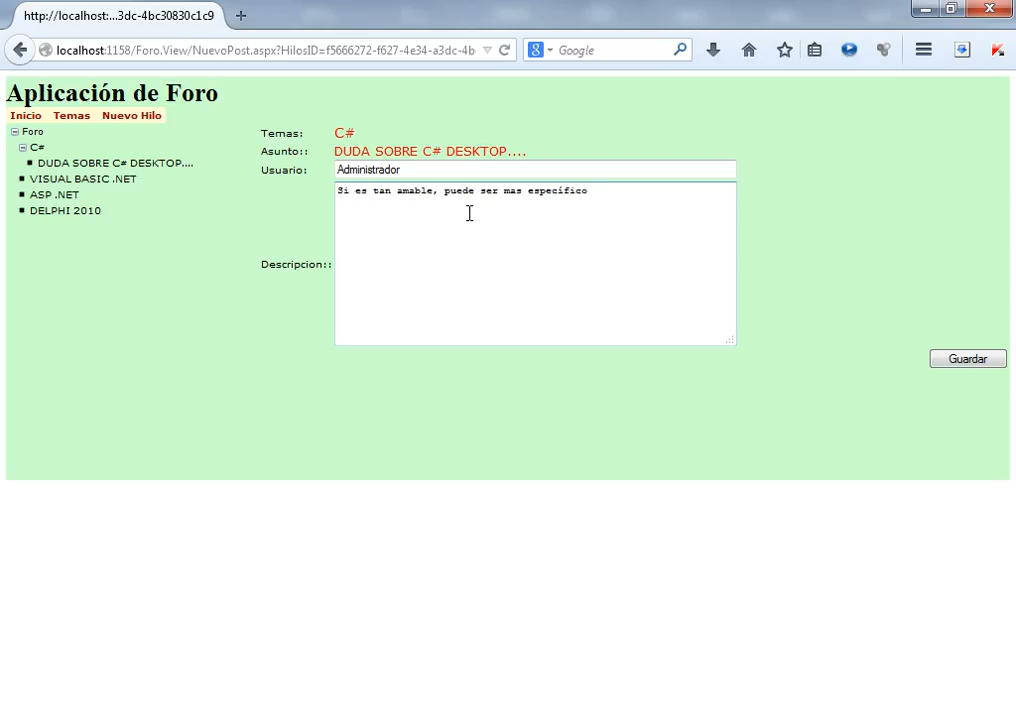 http://localhost:...3dc-4bc30830c1c9
localhost:1158/Foro.View/NuevoPost.aspx?HilosID=f5666272-f627-4e34-a3dc-4b
Google
Aplicación de Foro
Inicio Temas Nuevo Hilo
Foro
C#
DUDA SOBRE C# DESKTOP....
VISUAL BASIC .NET
ASP .NET
DELPHI 2010
Temas: C#
Asunto:: DUDA SOBRE C# DESKTOP....
Usuario: Administrador
Descripcion:: Si es tan amable, puede ser mas específico
Guardar